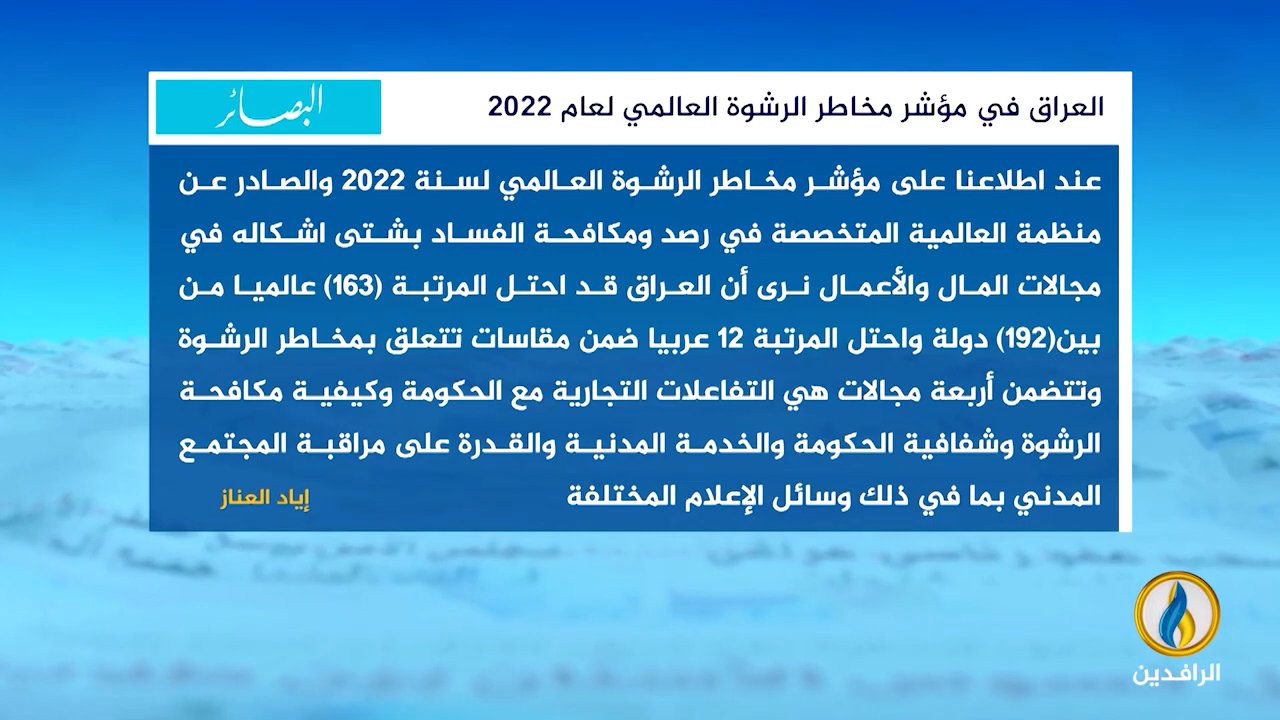 البصائر
العراق في مؤشر مخاطر الرشوة العالمي لعام 2022
عند اطلاعنا على مؤشر مخاطر الرشوة العالمي لسنة 2022 والصادر عن
منظمة العالمية المتخصصة في رصد ومكافحة الفساد بشتى اشكاله في
مجالات المال والأعمال نرى أن العراق قد احتل المرتبة (163) عالميا من
بين(192) دولة واحتل المرتبة 12 عربيا ضمن مقاسات تتعلق بمخاطر الرشوة
وتتضمن أربعة مجالات هي التفاعلات التجارية مع الحكومة وكيفية مكافحة
الرشوة وشفافية الحكومة والخدمة المدنية والقدرة على مراقبة المجتمع
المدني بما في ذلك وسائل الإعلام المختلفة
إياد العناز
الرافدين